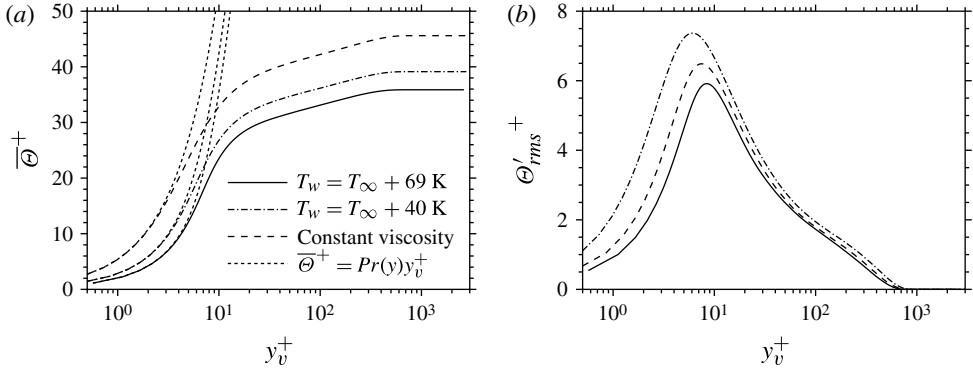 (a)
50
40
30
20
10
0
Θ̅⁺
T_w = T_∞ + 69 K
T_w = T_∞ + 40 K
Constant viscosity
Θ̅⁺ = Pr(y)y_v⁺
10⁰ 10¹ 10² 10³
y_v⁺
(b)
8
6
4
2
0
Θ′_rms⁺
10⁰ 10¹ 10² 10³
y_v⁺